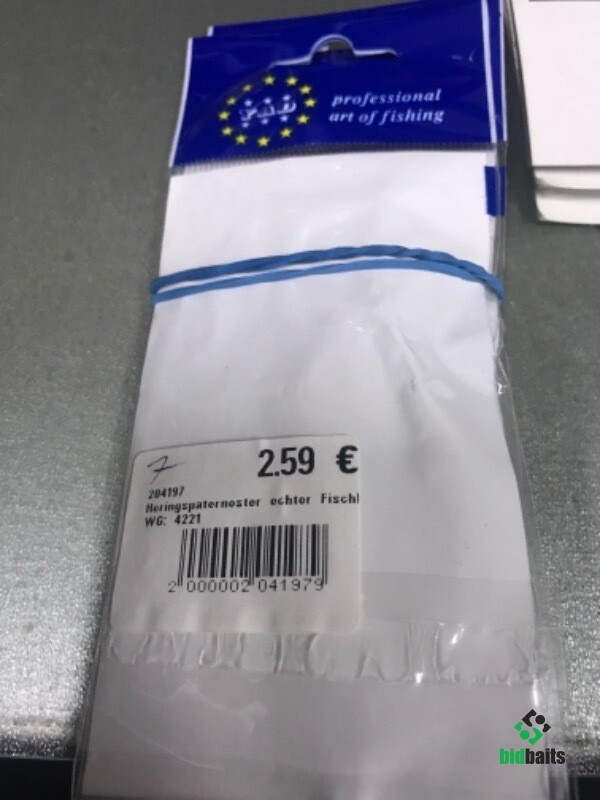 professional
art of fishing
7
2.59 €
204197
Heringspaternoster echter Fischh
WG: 4221
2 000002 041979
bidbaits